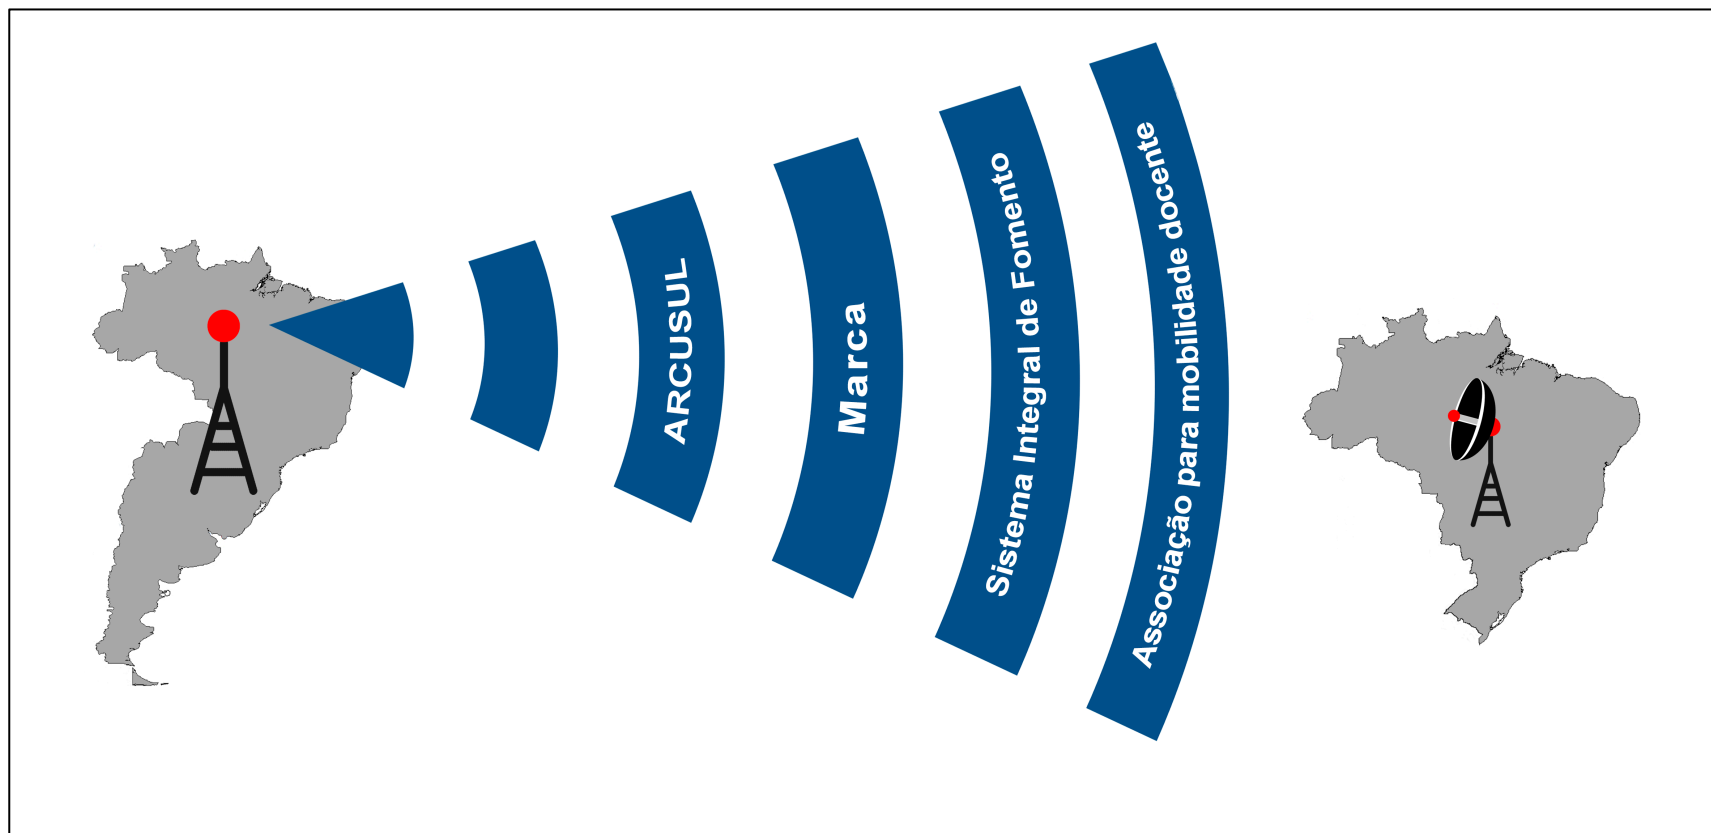 ARCUSUL
Marca
Sistema Integral de Fomento
Associação para mobilidade docente